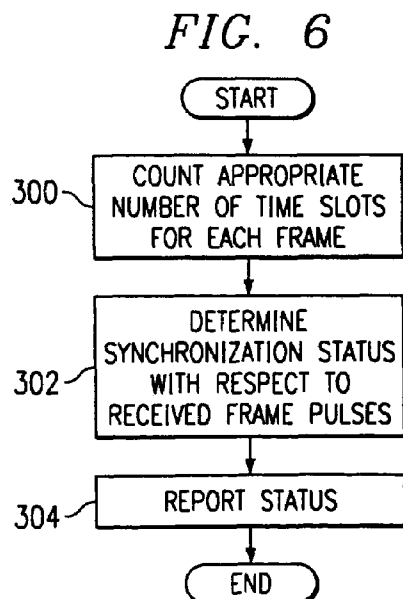 FIG. 6
START
300
COUNT APPROPRIATE
NUMBER OF TIME SLOTS
FOR EACH FRAME
302
DETERMINE
SYNCHRONIZATION STATUS
WITH RESPECT TO
RECEIVED FRAME PULSES
304
REPORT STATUS
END